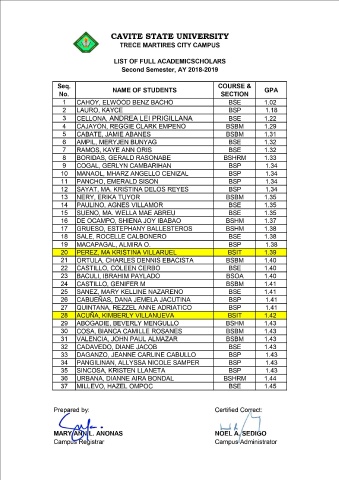 CAVITE STATE UNIVERSITY
TRECE MARTIRES CITY CAMPUS
LIST OF FULL ACADEMICSCHOLARS
Second Semester, AY 2018-2019
Seq. No. NAME OF STUDENTS COURSE & SECTION GPA
1 CAHOY, ELWOOD BENZ BACHO BSE 1.02
2 LAURO, KAYCE BSP 1.18
3 CELLONA, ANDREA LEI PRIGILLANA BSE 1.22
4 CAJAYON, REGGIE CLARK EMPENO BSBM 1.29
5 CABATE, JAMIE ABANES BSBM 1.31
6 AMPIL, MERYJEN BUNYAG BSE 1.32
7 RAMOS, KAYE ANN ORIS BSE 1.32
8 BORIDAS, GERALD RASONABE BSHRM 1.33
9 COGAL, GERLYN CAMBARIHAN BSP 1.34
10 MANAOL, MHARZ ANGELLO CENIZAL BSP 1.34
11 PANCHO, EMERALD SISON BSP 1.34
12 SAYAT, MA. KRISTINA DELOS REYES BSP 1.34
13 NERY, ERIKA TUYOR BSBM 1.35
14 PAULINO, AGNES VILLAMOR BSE 1.35
15 SUENO, MA. WELLA MAE ABREU BSE 1.35
16 DE OCAMPO, SHIENA JOY IBABAO BSHM 1.37
17 GRUESO, ESTEPHANY BALLESTEROS BSHM 1.38
18 SALE, ROCELLE CALBONERO BSE 1.38
19 MACAPAGAL, ALMIRA O. BSP 1.38
20 PEREZ, MA KRISTINA VILLARUEL BSIT 1.39
21 ORTULA, CHARLES DENNIS EBACISTA BSBM 1.40
22 CASTILLO, COLEEN CERBO BSE 1.40
23 BACULI, IBRAHIM PAYLADO BSOA 1.40
24 CASTILLO, GENIFER M BSBM 1.41
25 SANEZ, MARY KELLINE NAZARENO BSE 1.41
26 CABUEÑAS, DANA JEMELA JACUTINA BSP 1.41
27 QUINTANA, REZZEL ANNE ADRIATICO BSP 1.41
28 ACUÑA, KIMBERLY VILLANUEVA BSIT 1.42
29 ABOGADIE, BEVERLY MENGULLO BSHM 1.43
30 COSA, BIANCA CAMILLE ROSANES BSBM 1.43
31 VALENCIA, JOHN PAUL ALMAZAR BSBM 1.43
32 CADAVEDO, DIANE JACOB BSE 1.43
33 DAGANZO, JEANNE CARLINE CABULLO BSP 1.43
34 PANGILINAN, ALLYSSA NICOLE SAMPER BSP 1.43
35 SINCOSA, KRISTEN LLANETA BSP 1.43
36 URBANA, DIANNE AIRA BONDAL BSHRM 1.44
37 MILLEVO, HAZEL OMPOC BSE 1.45
Prepared by: Certified Correct:
MARY ANN L. ANONAS NOEL A. SEDIGO
Campus Registrar Campus Administrator